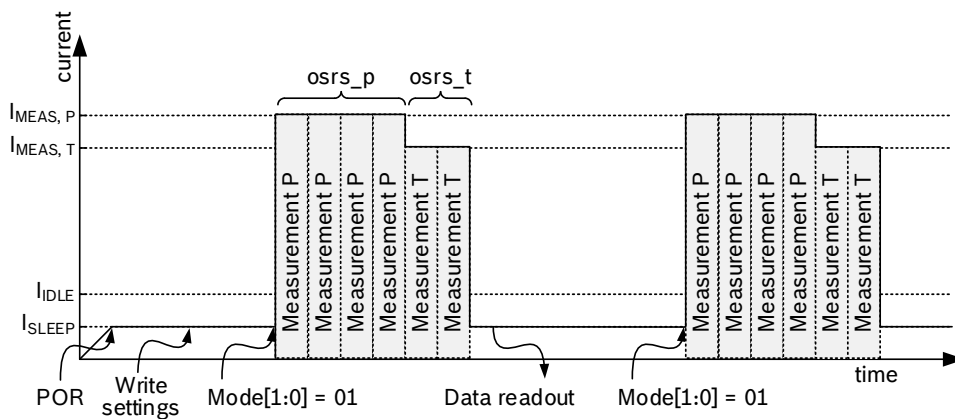 current
osrs_p
osrs_t
I_MEAS, P
I_MEAS, T
Measurement P
Measurement P
Measurement P
Measurement P
Measurement T
Measurement T
Measurement P
Measurement P
Measurement P
Measurement P
Measurement T
Measurement T
I_IDLE
I_SLEEP
time
POR
Write
settings
Mode[1:0] = 01
Data readout
Mode[1:0] = 01